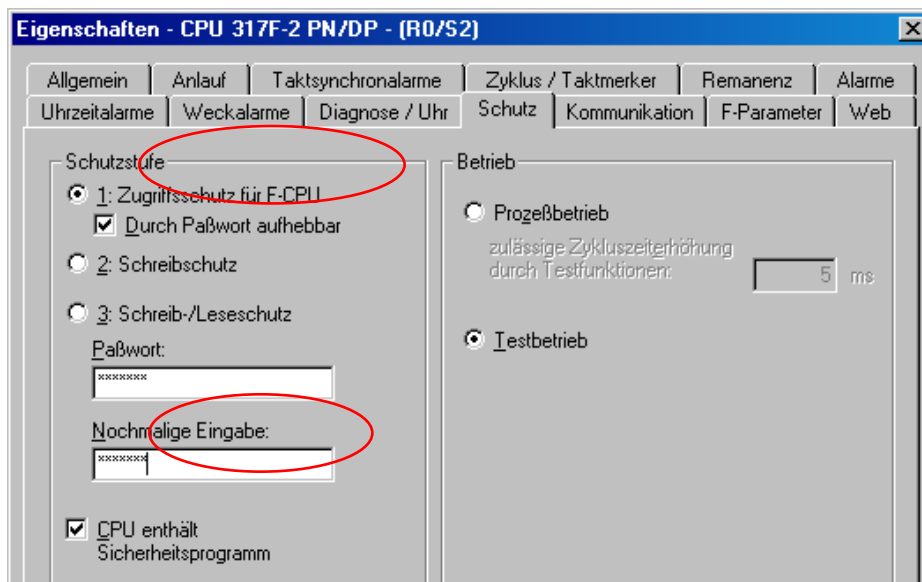 Eigenschaften - CPU 317F-2 PN/DP - (R0/S2)
Allgemein Anlauf Taktsynchronalarme Zyklus / Taktmerker Remanenz Alarme
Uhrzeitalarme Weckalarme Diagnose / Uhr Schutz Kommunikation F-Parameter Web
Schutzstufe
1: Zugriffsschutz für F-CPU
Durch Paßwort aufhebbar
2: Schreibschutz
3: Schreib-/Leseschutz
Paßwort:
*******
Nochmalige Eingabe:
*******
CPU enthält
Sicherheitsprogramm
Betrieb
Prozeßbetrieb
zulässige Zykluszeiterhöhung
durch Testfunktionen: 5 ms
Testbetrieb